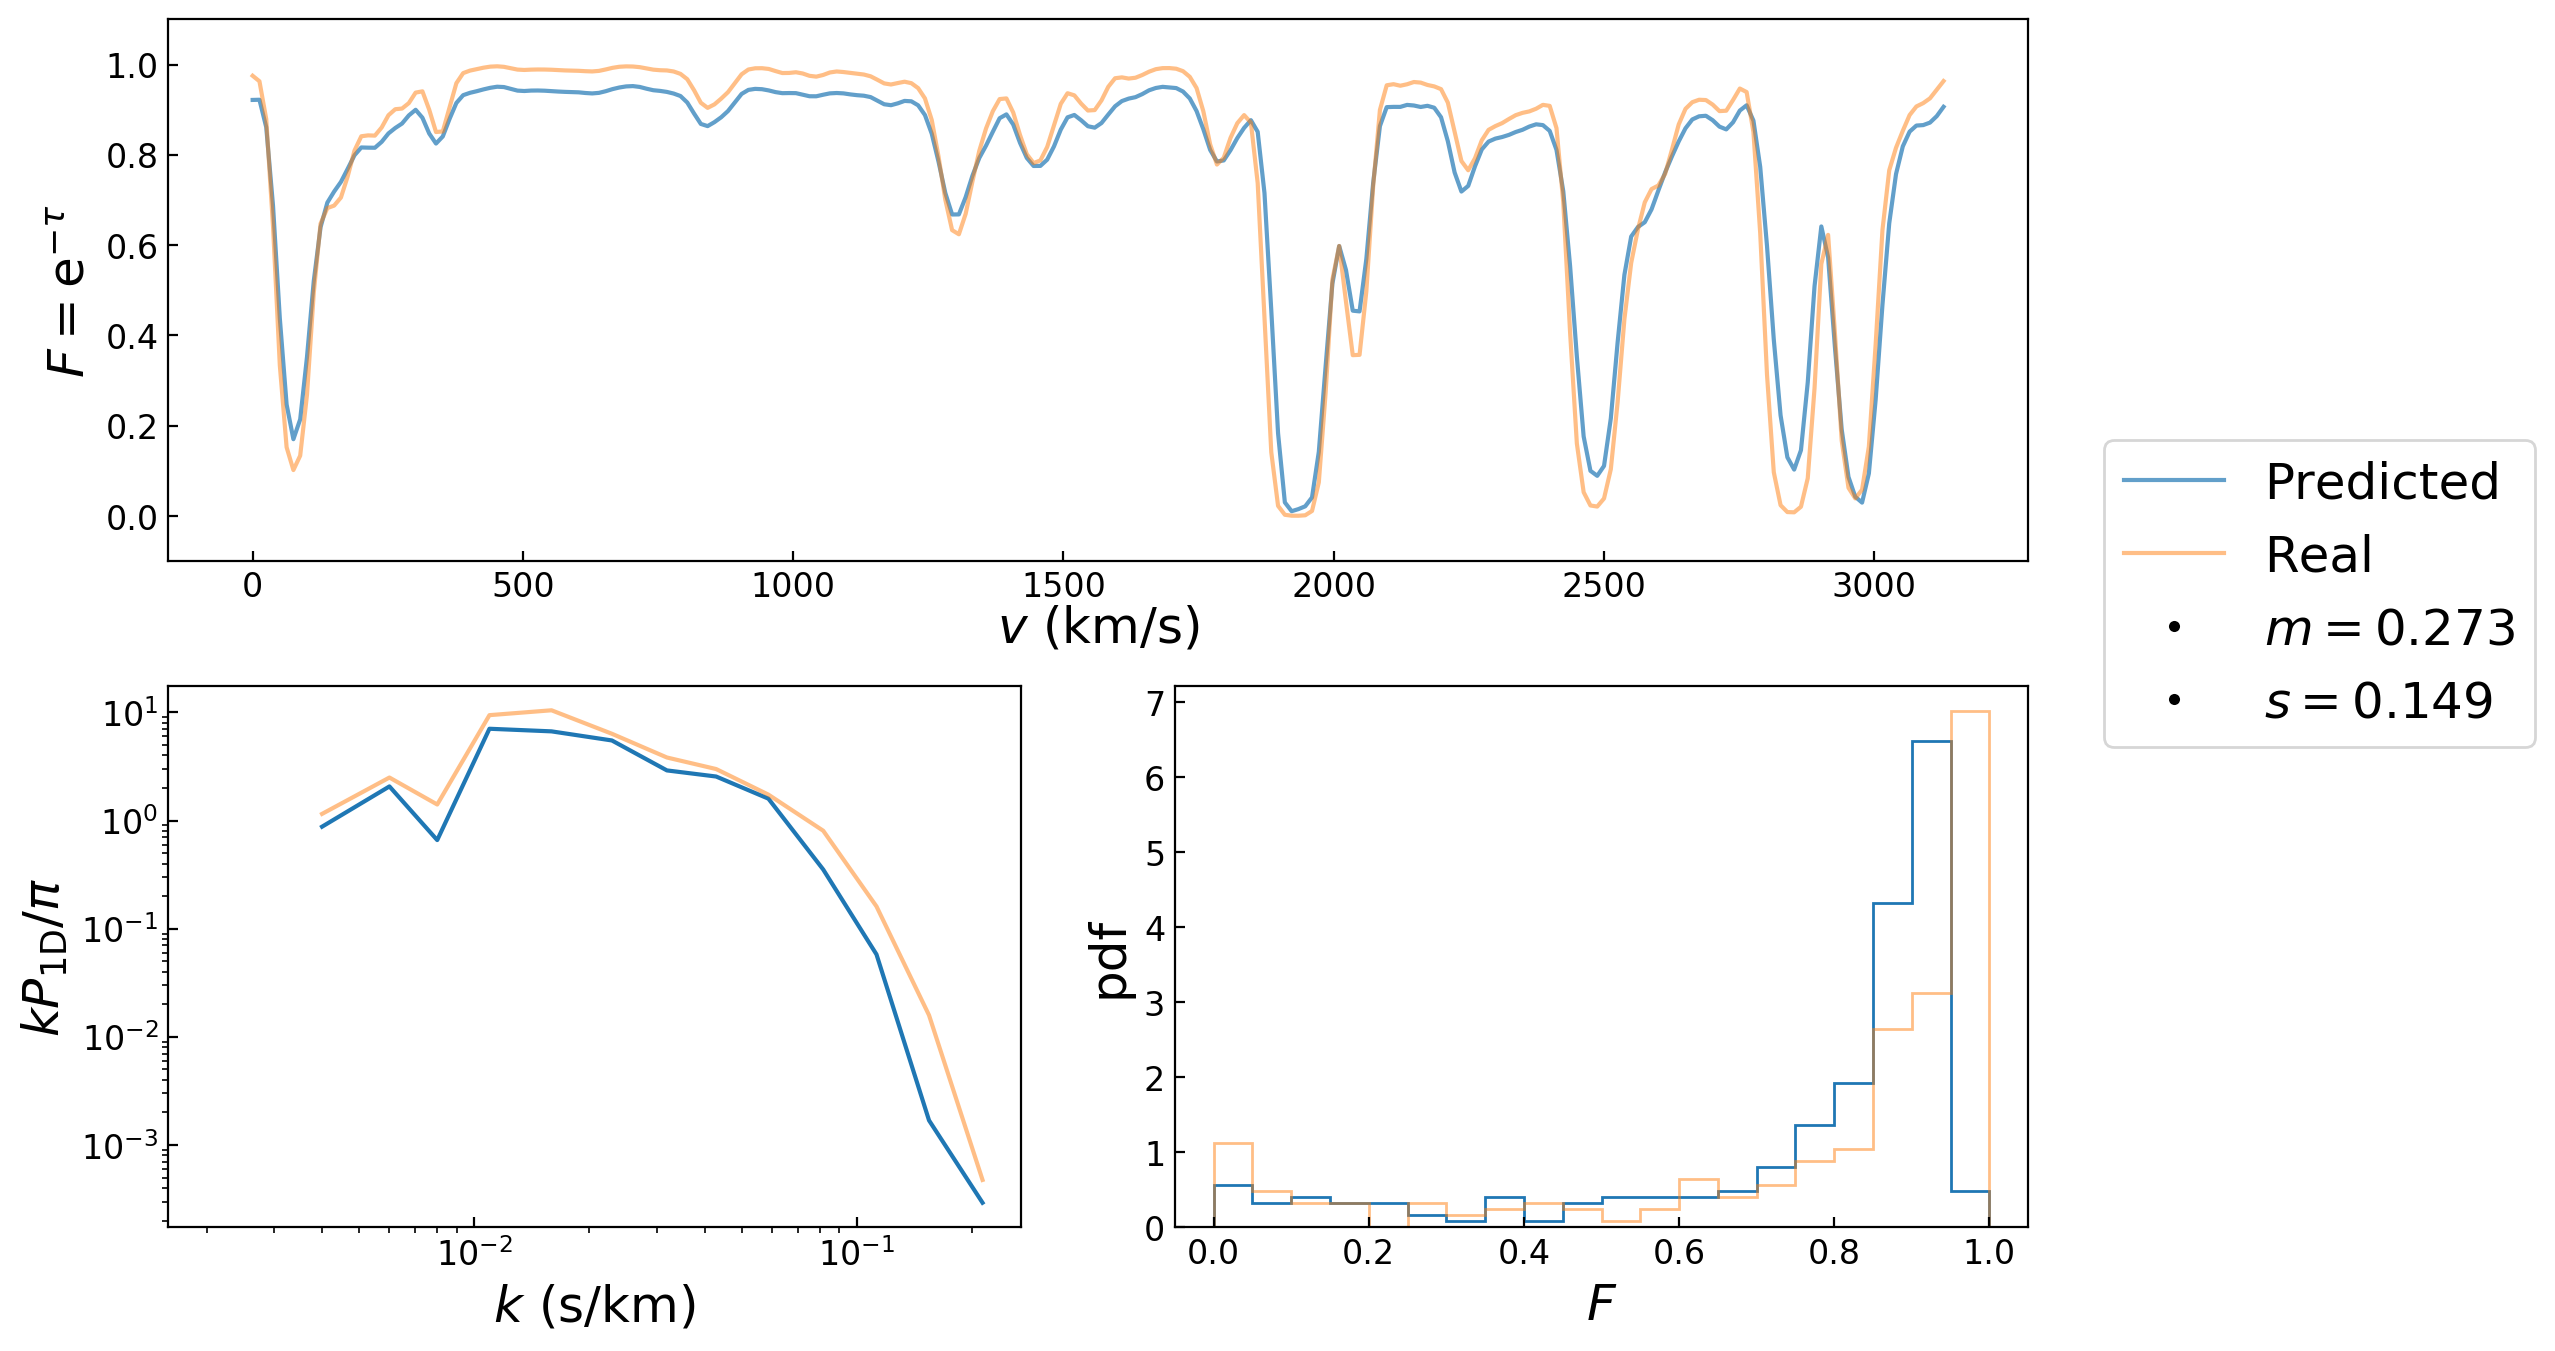 F = e^{−τ}
1.0
0.8
0.6
0.4
0.2
0.0
0 500 1000 1500 2000 2500 3000
v (km/s)
Predicted
Real
m = 0.273
s = 0.149
kP_{1D}/π
10^1
10^0
10^{−1}
10^{−2}
10^{−3}
10^{−2} 10^{−1}
k (s/km)
pdf
7
6
5
4
3
2
1
0
0.0 0.2 0.4 0.6 0.8 1.0
F